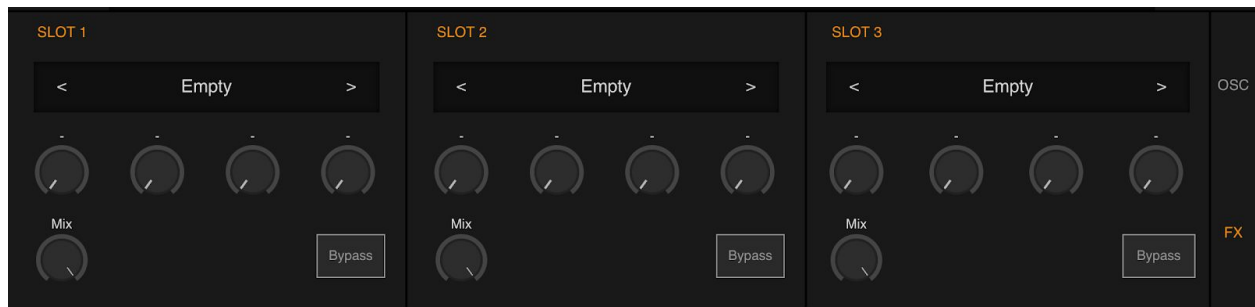 SLOT 1
< Empty >
- - - -
Mix
Bypass
SLOT 2
< Empty >
- - - -
Mix
Bypass
SLOT 3
< Empty >
- - - -
Mix
Bypass
OSC
FX